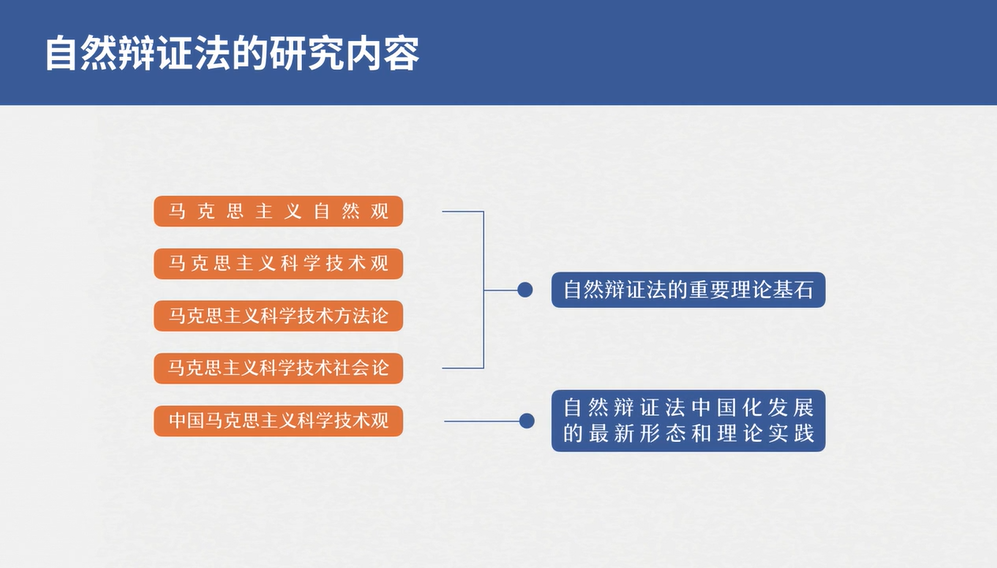 自然辩证法的研究内容
马克思主义自然观
马克思主义科学技术观
马克思主义科学技术方法论
马克思主义科学技术社会论
中国马克思主义科学技术观
自然辩证法的重要理论基石
自然辩证法中国化发展
的最新形态和理论实践